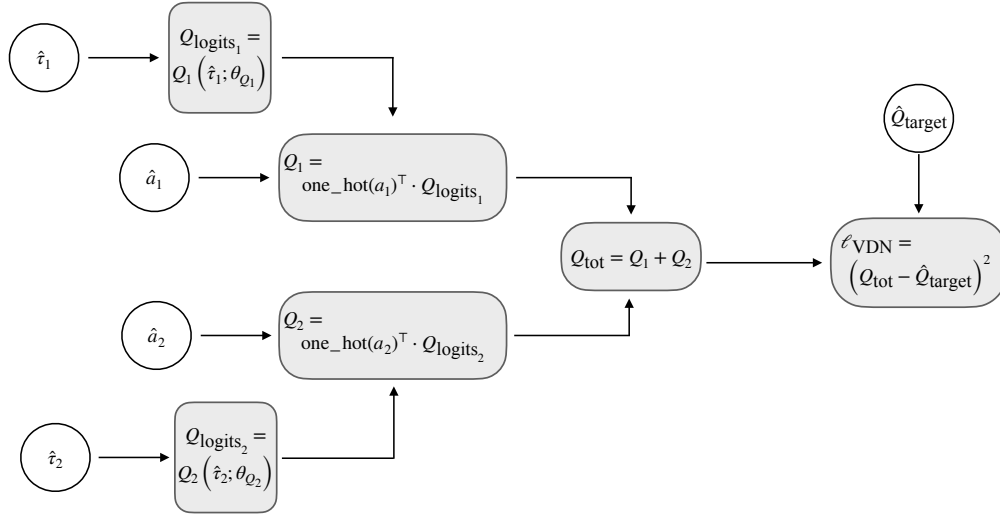 τ̂₁
Q_logits₁ =
Q₁ (τ̂₁; θ_Q₁)
Q̂_target
â₁
Q₁ =
one_hot(a₁)^⊤ · Q_logits₁
Q_tot = Q₁ + Q₂
ℓ_VDN =
(Q_tot − Q̂_target)²
â₂
Q₂ =
one_hot(a₂)^⊤ · Q_logits₂
τ̂₂
Q_logits₂ =
Q₂ (τ̂₂; θ_Q₂)